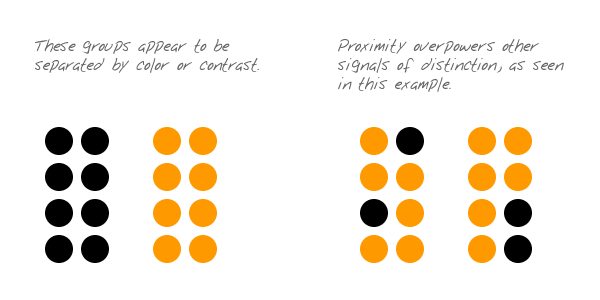 These groups appear to be
separated by color or contrast.
Proximity overpowers other
signals of distinction, as seen
in this example.